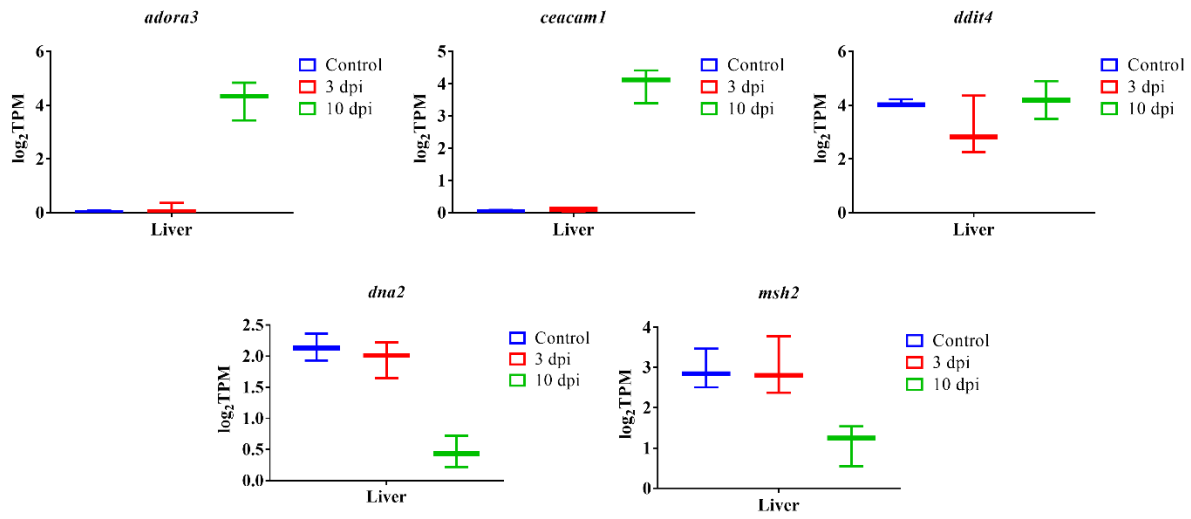 adora3
6
4
2
0
log₂TPM
Liver
Control
3 dpi
10 dpi
ceacam1
5
4
3
2
1
0
log₂TPM
Liver
Control
3 dpi
10 dpi
ddit4
6
4
2
0
log₂TPM
Liver
Control
3 dpi
10 dpi
dna2
2.5
2.0
1.5
1.0
0.5
0.0
log₂TPM
Liver
Control
3 dpi
10 dpi
msh2
4
3
2
1
0
log₂TPM
Liver
Control
3 dpi
10 dpi